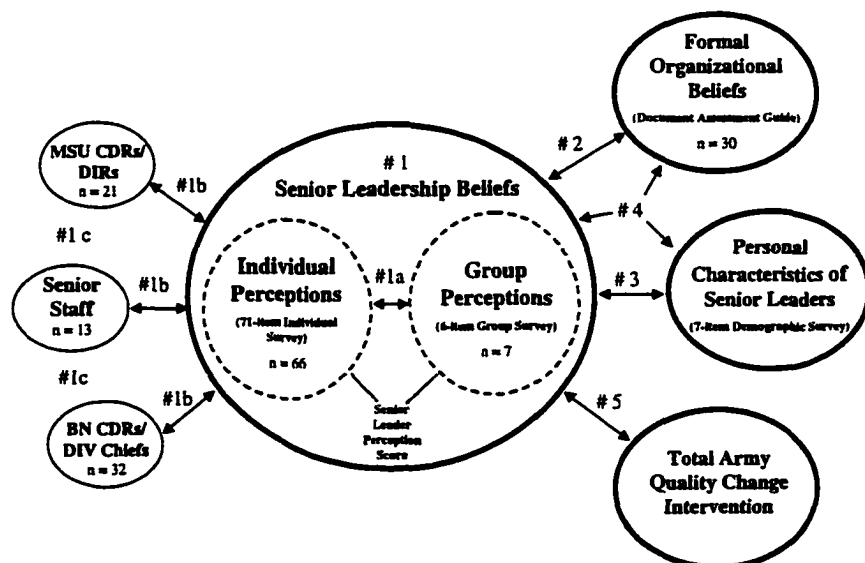 MSU CDRs/
DIRs
n = 21
#1b
#1 c
Senior
Staff
n = 13
#1b
#1c
#1b
BN CDRs/
DIV Chiefs
n = 32
# 1
Senior Leadership Beliefs
Individual
Perceptions
(71-item Individual
Survey)
n = 66
#1a
Group
Perceptions
(6-item Group Survey)
n = 7
Senior
Leader
Perception
Score
# 2
Formal
Organizational
Beliefs
(Document Assessment Guide)
n = 30
# 4
# 3
Personal
Characteristics of
Senior Leaders
(7-item Demographic Survey)
# 5
Total Army
Quality Change
Intervention